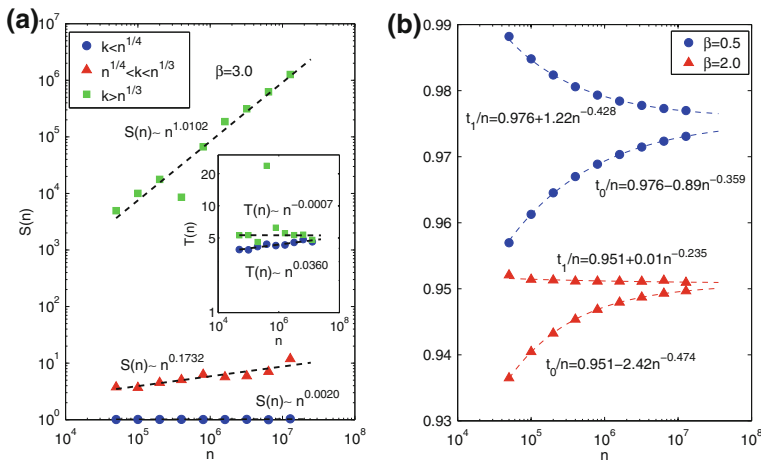 (a)
k<n^1/4
n^1/4<k<n^1/3
k>n^1/3
β=3.0
S(n)~ n^1.0102
S(n)~ n^0.1732
S(n)~ n^0.0020
S(n)
10^7
10^6
10^5
10^4
10^3
10^2
10^1
10^0
10^4 10^5 10^6 10^7 10^8
n
T(n)~ n^-0.0007
T(n)~ n^0.0360
T(n)
20
10
5
1
10^4 10^6 10^8
n
(b)
β=0.5
β=2.0
t_1/n=0.976+1.22n^-0.428
t_0/n=0.976-0.89n^-0.359
t_1/n=0.951+0.01n^-0.235
t_0/n=0.951-2.42n^-0.474
0.99
0.98
0.97
0.96
0.95
0.94
0.93
10^4 10^5 10^6 10^7 10^8
n